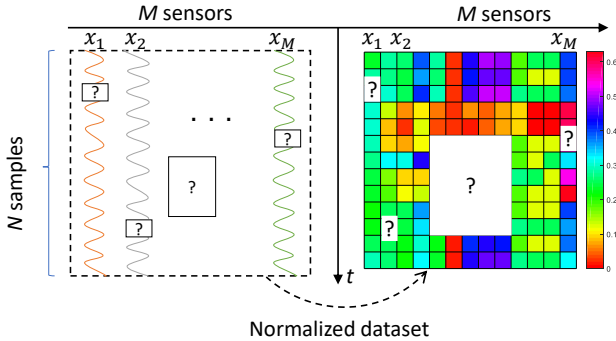 M sensors
M sensors
x1 x2 xM
x1 x2 xM
? ? ? ? . . .
? ? ? ?
N samples
t
Normalized dataset
0.6
0.5
0.4
0.3
0.2
0.1
0